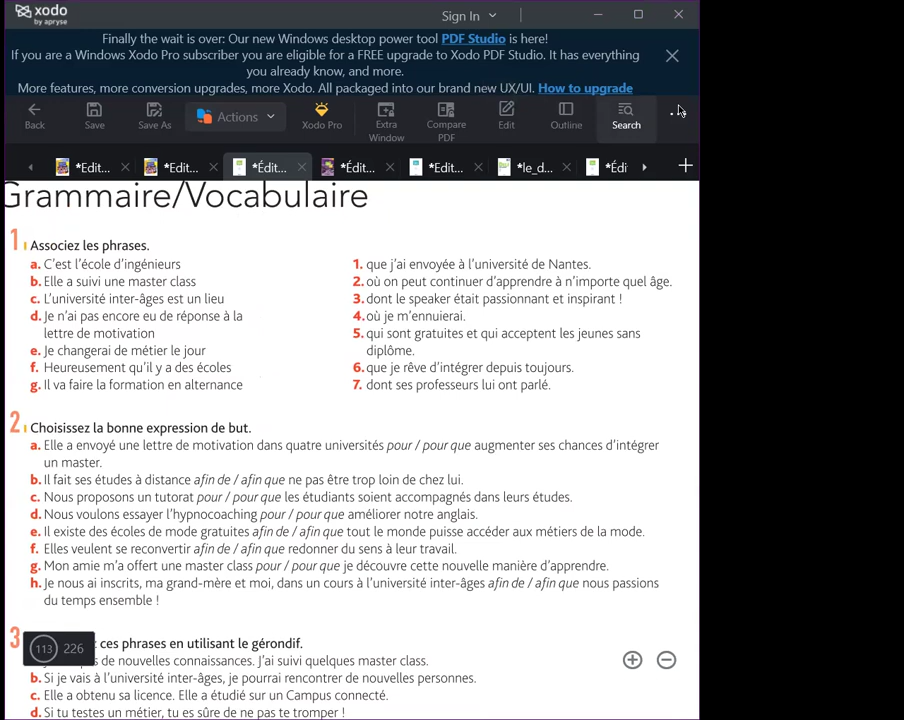 xodo
by apryse
Sign In
Finally the wait is over: Our new Windows desktop power tool PDF Studio is here!
If you are a Windows Xodo Pro subscriber you are eligible for a FREE upgrade to Xodo PDF Studio. It has everything
you already know, and more.
More features, more conversion upgrades, more Xodo. All packaged into our brand new UX/UI. How to upgrade
Back
Save
Save As
Actions
Xodo Pro
Extra
Window
Compare
PDF
Edit
Outline
Search
*Édit...
*Édit...
*Édit...
*Édit...
*Édit...
*le_d...
*Édi
Grammaire/Vocabulaire
1 Associez les phrases.
a. C'est l'école d'ingénieurs
b. Elle a suivi une master class
c. L'université inter-âges est un lieu
d. Je n'ai pas encore eu de réponse à la
lettre de motivation
e. Je changerai de métier le jour
f. Heureusement qu'il y a des écoles
g. Il va faire la formation en alternance
1. que j'ai envoyée à l'université de Nantes.
2. où on peut continuer d'apprendre à n'importe quel âge.
3. dont le speaker était passionnant et inspirant !
4. où je m'ennuierai.
5. qui sont gratuites et qui acceptent les jeunes sans
diplôme.
6. que je rêve d'intégrer depuis toujours.
7. dont ses professeurs lui ont parlé.
2 Choisissez la bonne expression de but.
a. Elle a envoyé une lettre de motivation dans quatre universités pour / pour que augmenter ses chances d'intégrer
un master.
b. Il fait ses études à distance afin de / afin que ne pas être trop loin de chez lui.
c. Nous proposons un tutorat pour / pour que les étudiants soient accompagnés dans leurs études.
d. Nous voulons essayer l'hypnocoaching pour / pour que améliorer notre anglais.
e. Il existe des écoles de mode gratuites afin de / afin que tout le monde puisse accéder aux métiers de la mode.
f. Elles veulent se reconvertir afin de / afin que redonner du sens à leur travail.
g. Mon amie m'a offert une master class pour / pour que je découvre cette nouvelle manière d'apprendre.
h. Je nous ai inscrits, ma grand-mère et moi, dans un cours à l'université inter-âges afin de / afin que nous passions
du temps ensemble !
3 ces phrases en utilisant le gérondif.
113 226
de nouvelles connaissances. J'ai suivi quelques master class.
b. Si je vais à l'université inter-âges, je pourrai rencontrer de nouvelles personnes.
c. Elle a obtenu sa licence. Elle a étudié sur un Campus connecté.
d. Si tu testes un métier, tu es sûre de ne pas te tromper !